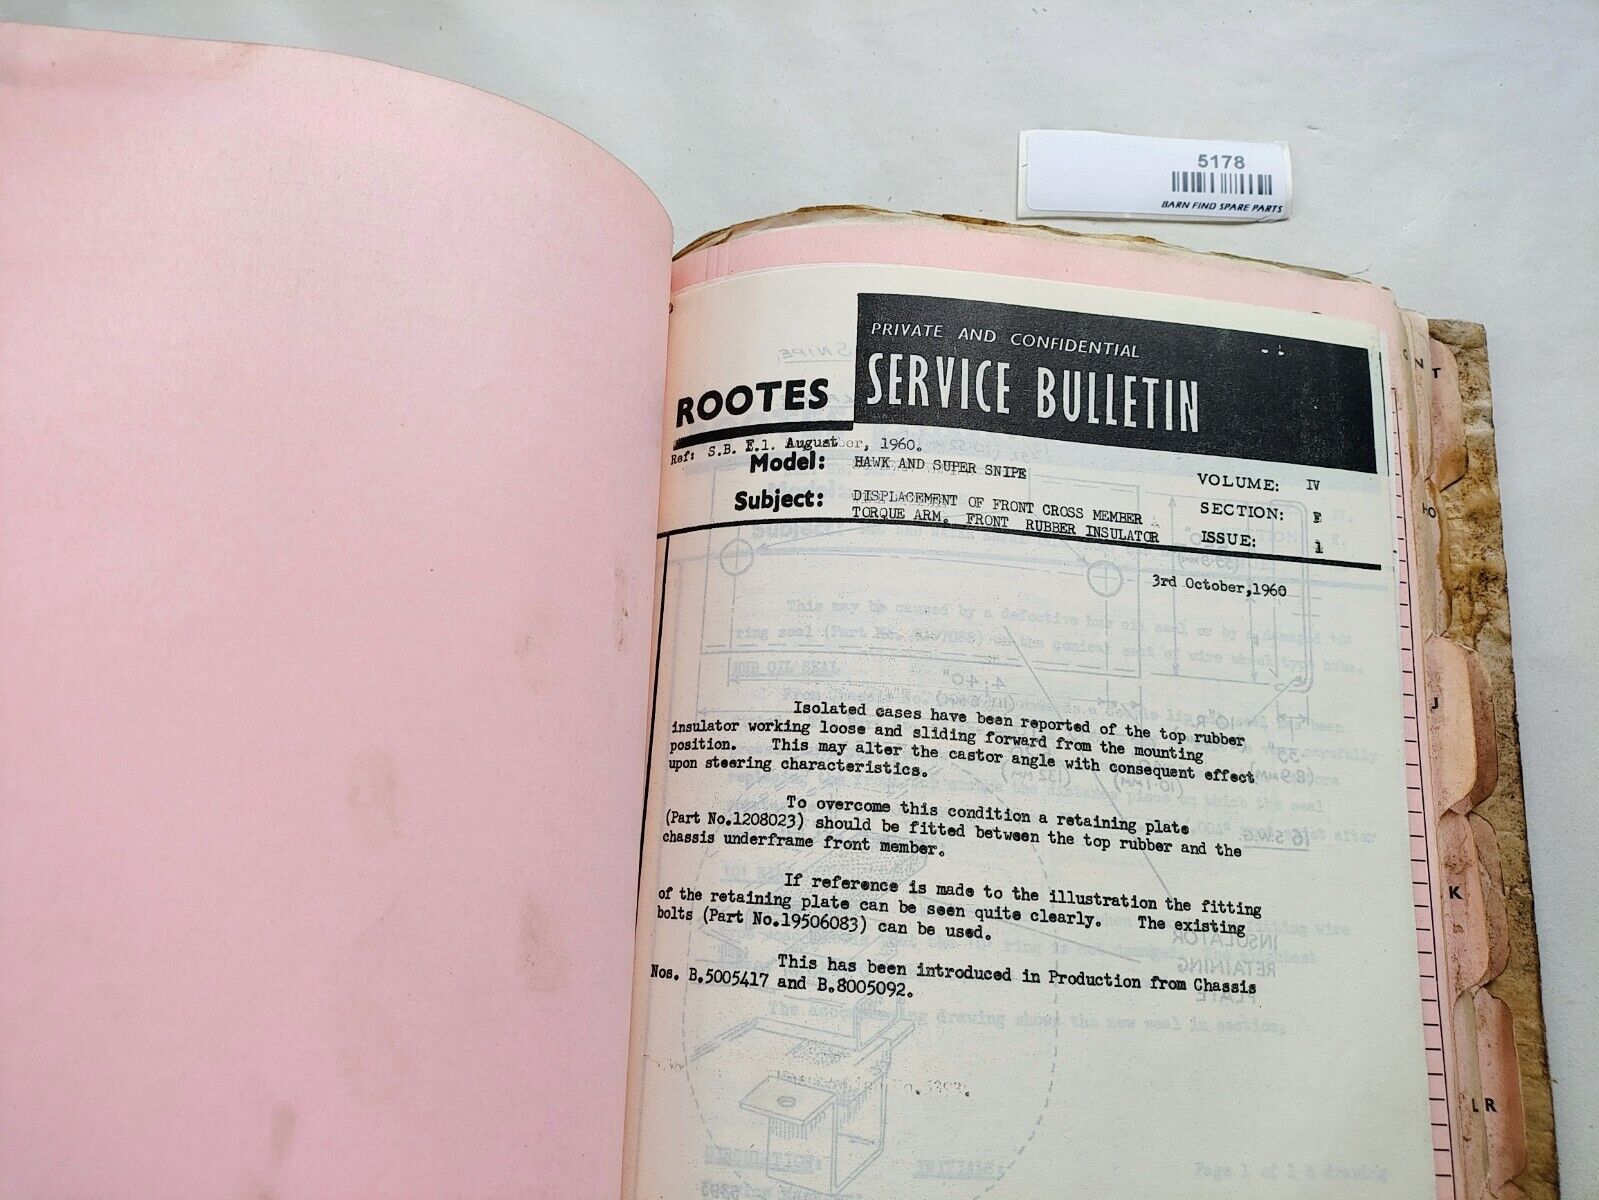 5178
BARN FIND SPARE PARTS
PRIVATE AND CONFIDENTIAL
ROOTES SERVICE BULLETIN
Ref: S.B. E.1. August, 1960.
Model: HAWK AND SUPER SNIPE
VOLUME: IV
Subject: DISPLACEMENT OF FRONT CROSS MEMBER
TORQUE ARM. FRONT RUBBER INSULATOR
SECTION:
ISSUE: 1
3rd October,1960
Isolated cases have been reported of the top rubber
insulator working loose and sliding forward from the mounting
position. This may alter the castor angle with consequent effect
upon steering characteristics.
To overcome this condition a retaining plate
(Part No.1208023) should be fitted between the top rubber and the
chassis underframe front member.
If reference is made to the illustration the fitting
of the retaining plate can be seen quite clearly. The existing
bolts (Part No.19506083) can be used.
This has been introduced in Production from Chassis
Nos. B.5005417 and B.8005092.
T
HO
J
K
LR